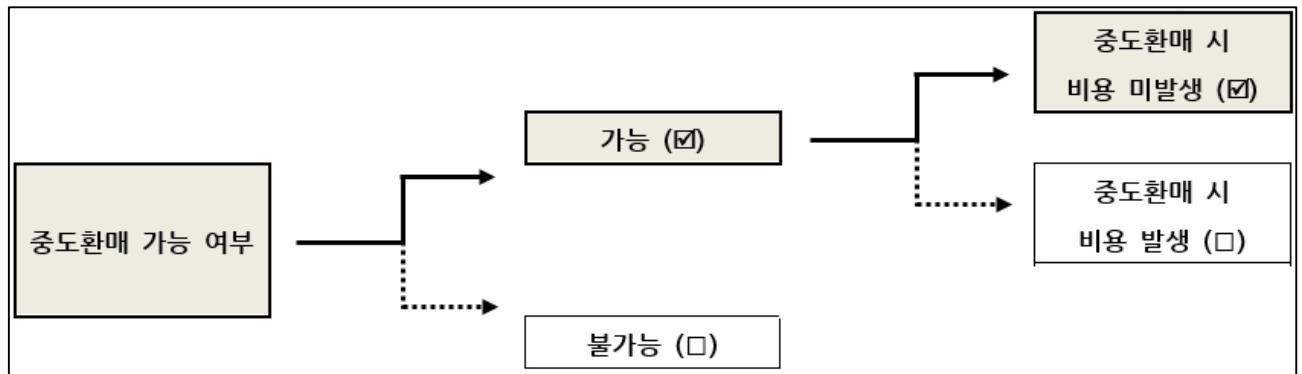 중도환매 시
비용 미발생 (☑)
가능 (☑)
중도환매 시
비용 발생 (□)
중도환매 가능 여부
불가능 (□)